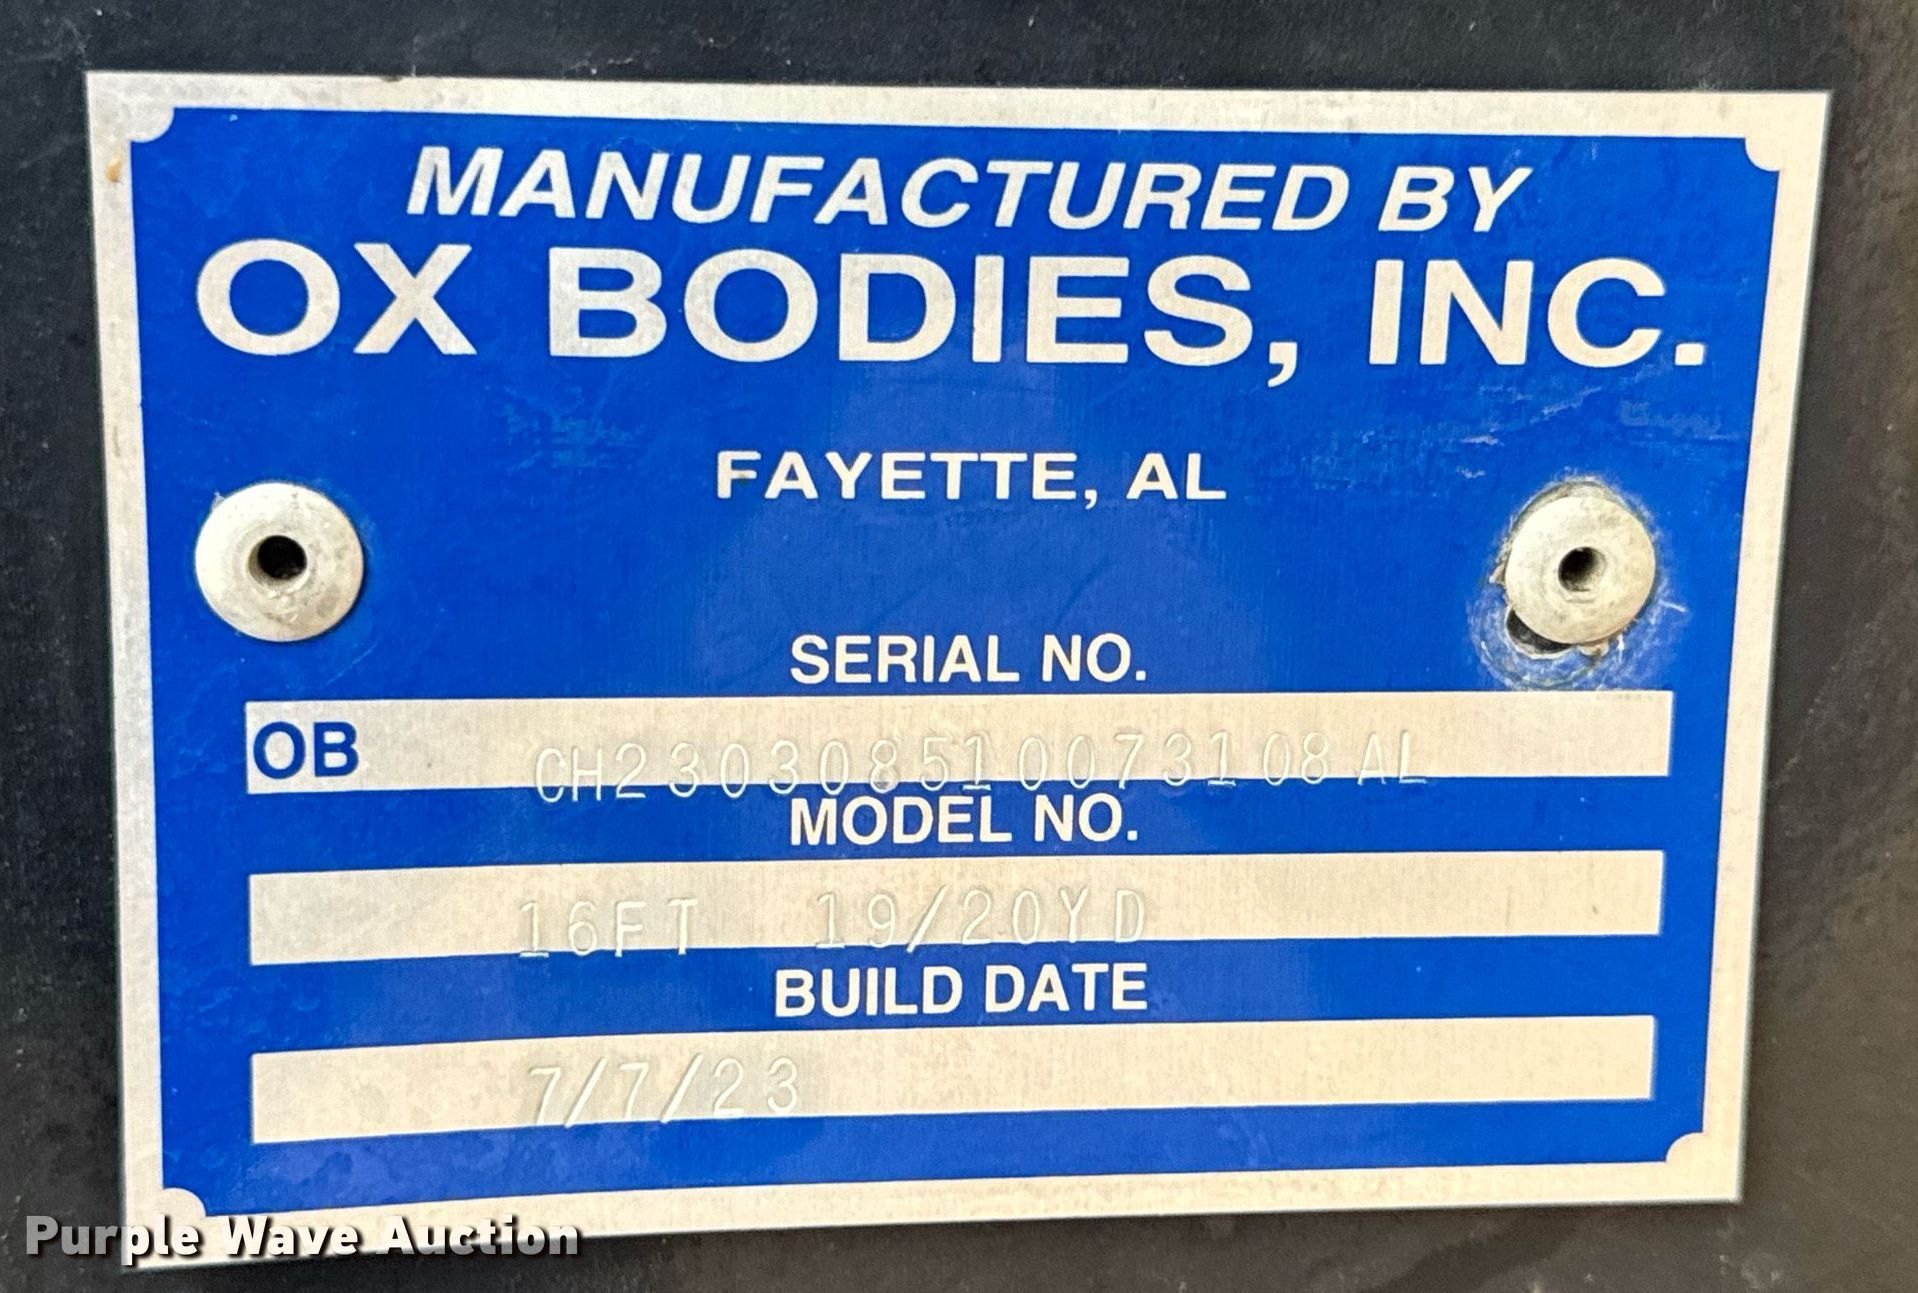 MANUFACTURED BY
OX BODIES, INC.
FAYETTE, AL
SERIAL NO.
OB CH230308510073108AL
MODEL NO.
16FT 19/20YD
BUILD DATE
7/7/23
Purple Wave Auction